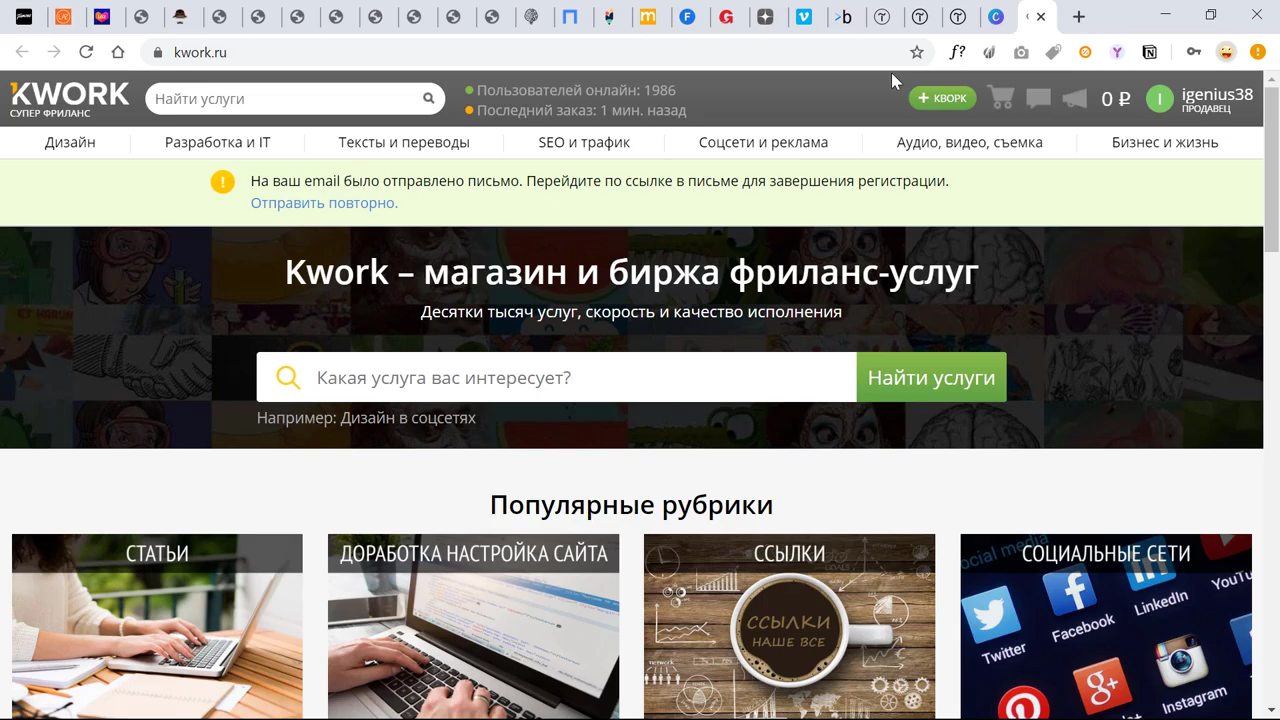 kwork.ru
f?
KWORK
СУПЕР ФРИЛАНС
Найти услуги
Пользователей онлайн: 1986
Последний заказ: 1 мин. назад
+ КВОРК
0 ₽
I
igenius38
ПРОДАВЕЦ
Дизайн
Разработка и IT
Тексты и переводы
SEO и трафик
Соцсети и реклама
Аудио, видео, съемка
Бизнес и жизнь
На ваш email было отправлено письмо. Перейдите по ссылке в письме для завершения регистрации.
Отправить повторно.
Kwork – магазин и биржа фриланс-услуг
Десятки тысяч услуг, скорость и качество исполнения
Какая услуга вас интересует?
Найти услуги
Например: Дизайн в соцсетях
Популярные рубрики
СТАТЬИ
ДОРАБОТКА НАСТРОЙКА САЙТА
ССЫЛКИ
ССЫЛКИ
НАШЕ ВСЕ
network
СОЦИАЛЬНЫЕ СЕТИ
social media
YouTu
LinkedIn
Facebook
Twitter
Instagram